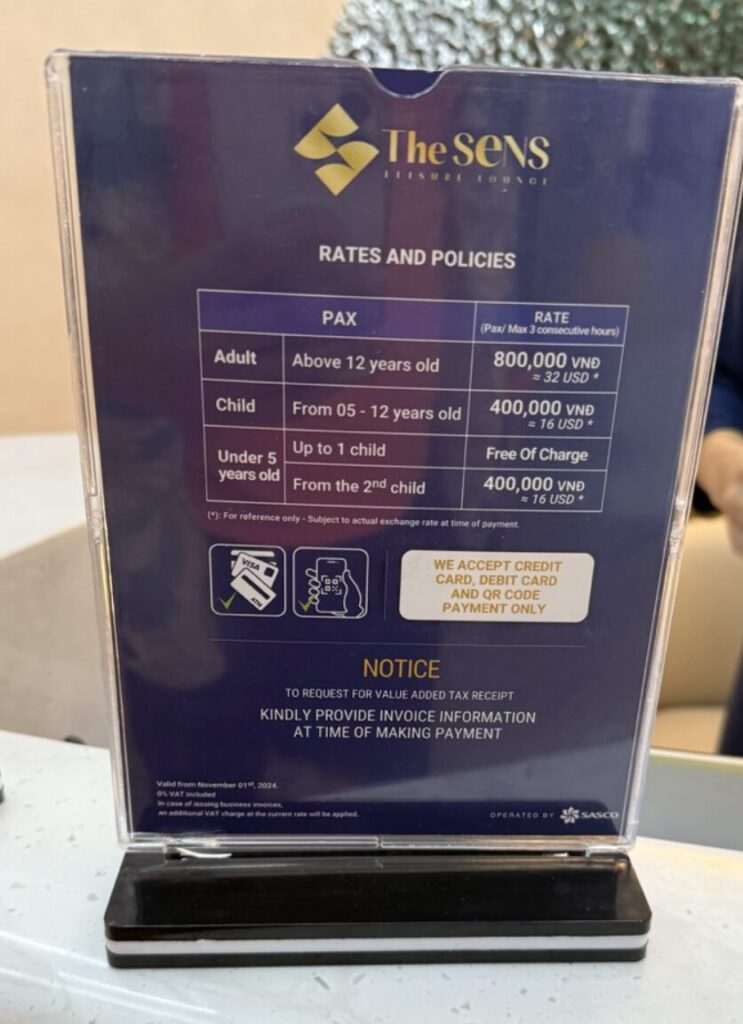 The SENS
LEISURE LOUNGE
RATES AND POLICIES
PAX
RATE
(Pax/ Max 3 consecutive hours)
Adult
Above 12 years old
800,000 VNĐ
≈ 32 USD *
Child
From 05 - 12 years old
400,000 VNĐ
≈ 16 USD *
Under 5
years old
Up to 1 child
Free Of Charge
From the 2nd child
400,000 VNĐ
≈ 16 USD *
(*): For reference only - Subject to actual exchange rate at time of payment.
VISA
ATM
WE ACCEPT CREDIT
CARD, DEBIT CARD
AND QR CODE
PAYMENT ONLY
NOTICE
TO REQUEST FOR VALUE ADDED TAX RECEIPT
KINDLY PROVIDE INVOICE INFORMATION
AT TIME OF MAKING PAYMENT
Valid from November 01st, 2024.
0% VAT included
In case of issuing business invoices,
an additional VAT charge at the current rate will be applied.
OPERATED BY SASCO